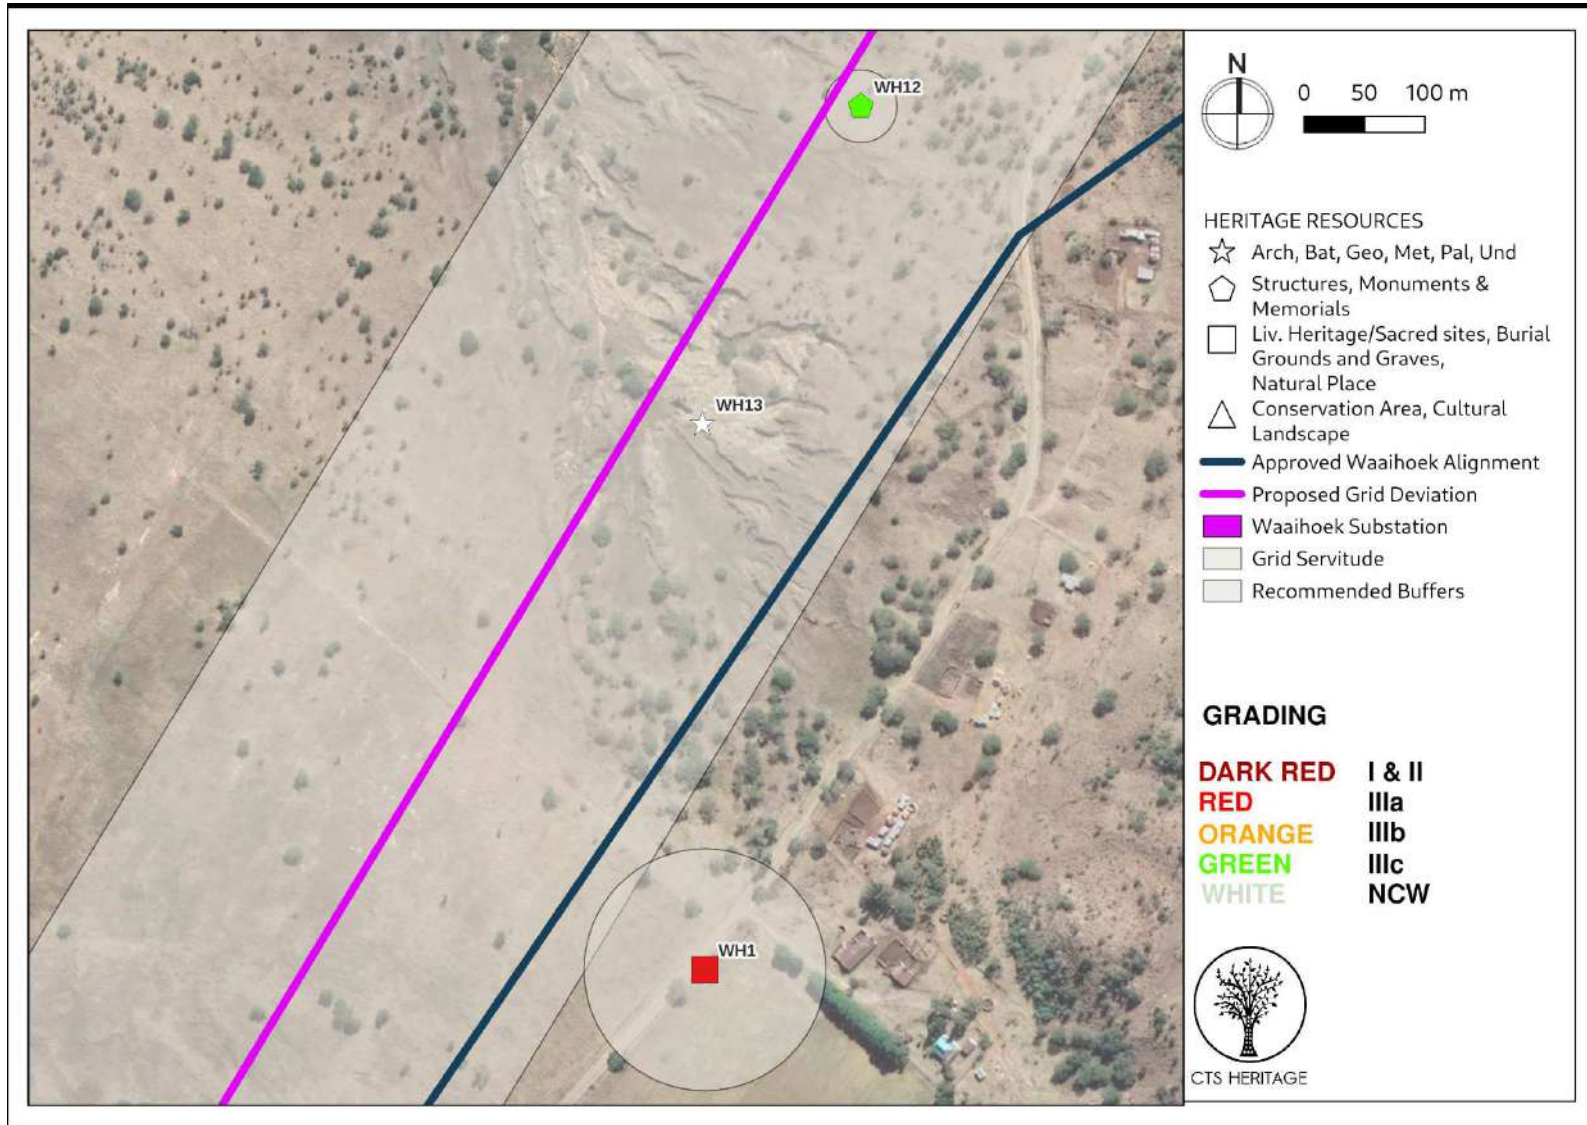 WH12
WH13
WH1
N
0 50 100 m
HERITAGE RESOURCES
Arch, Bat, Geo, Met, Pal, Und
Structures, Monuments &
Memorials
Liv. Heritage/Sacred sites, Burial
Grounds and Graves,
Natural Place
Conservation Area, Cultural
Landscape
Approved Waaihoek Alignment
Proposed Grid Deviation
Waaihoek Substation
Grid Servitude
Recommended Buffers
GRADING
DARK RED I & II
RED IIIa
ORANGE IIIb
GREEN IIIc
WHITE NCW
CTS HERITAGE